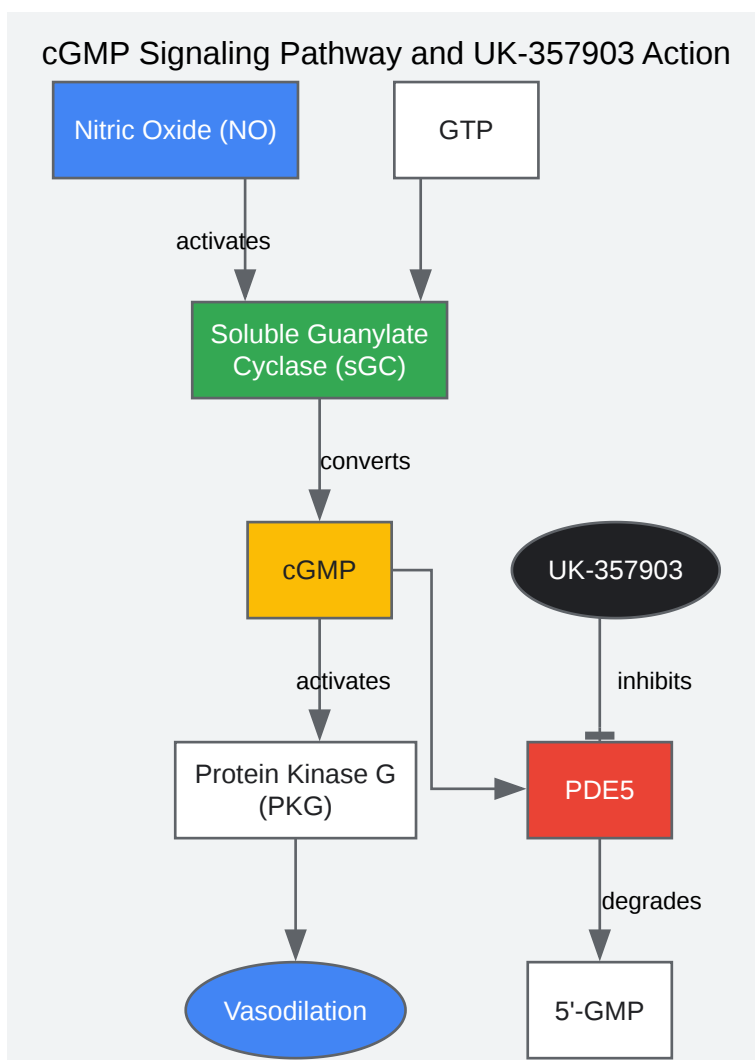 cGMP Signaling Pathway and UK-357903 Action
Nitric Oxide (NO)
GTP
activates
Soluble Guanylate
Cyclase (sGC)
converts
cGMP
UK-357903
activates
inhibits
Protein Kinase G
(PKG)
PDE5
degrades
Vasodilation
5'-GMP